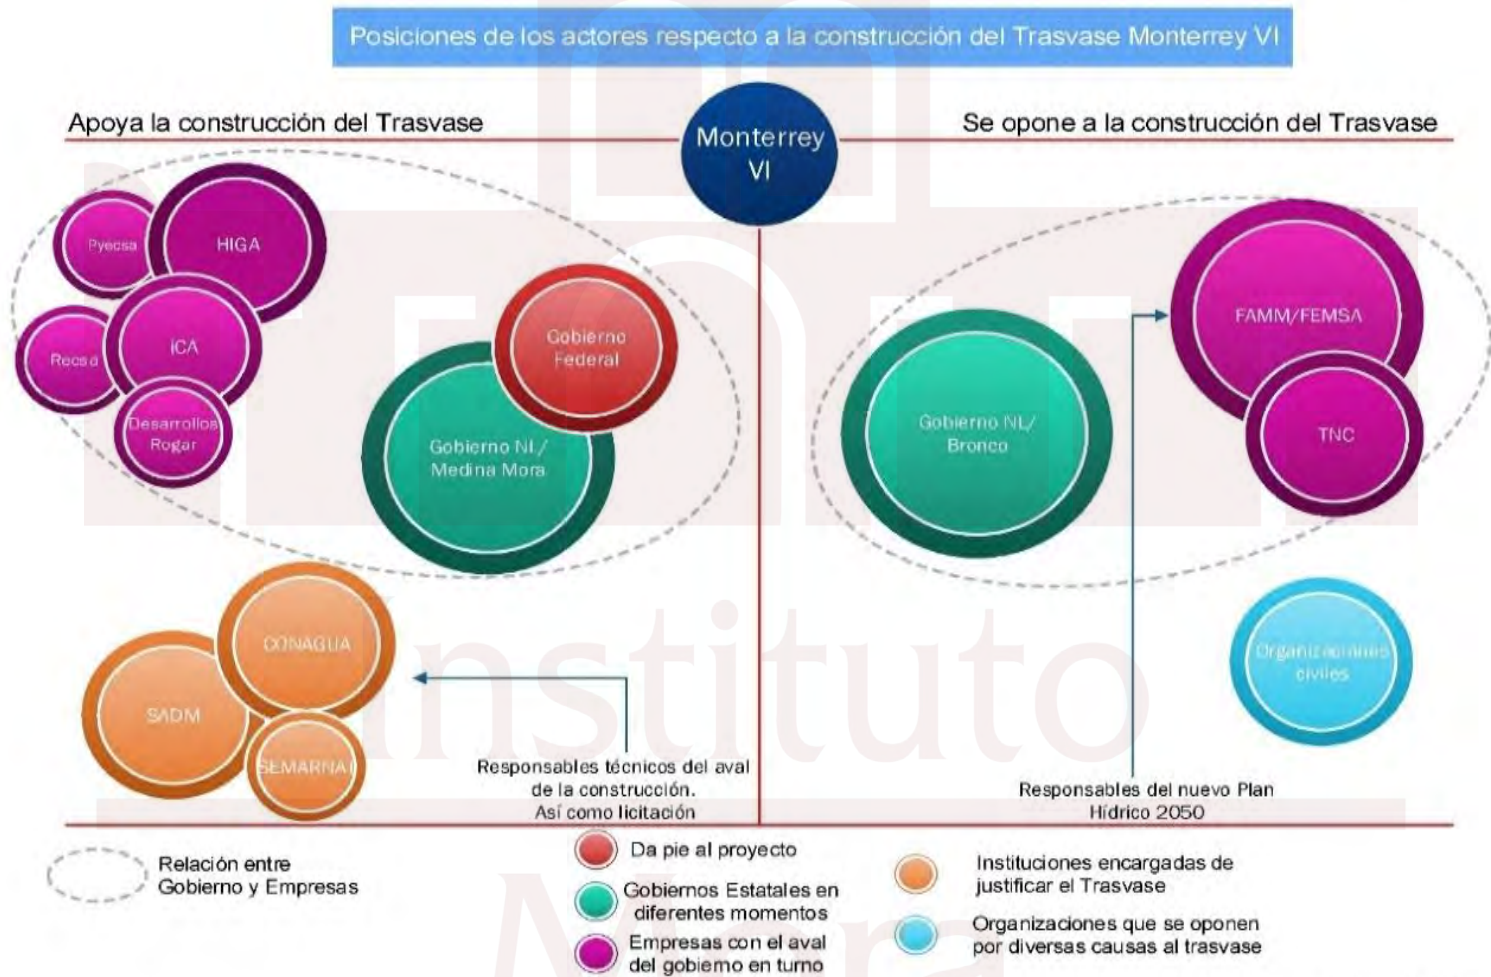 Posiciones de los actores respecto a la construcción del Trasvase Monterrey VI
Apoya la construcción del Trasvase
Monterrey
VI
Se opone a la construcción del Trasvase
Pyecsa
HIGA
Recsa
ICA
Desarrollos
Rogar
Gobierno
Federal
Gobierno NL/
Medina Mora
Gobierno NL/
Bronco
FAMM/FEMSA
TNC
CONAGUA
SADM
SEMARNAT
Organizaciones
civiles
Responsables técnicos del aval
de la construcción.
Así como licitación
Responsables del nuevo Plan
Hídrico 2050
Relación entre
Gobierno y Empresas
Da pie al proyecto
Gobiernos Estatales en
diferentes momentos
Empresas con el aval
del gobierno en turno
Instituciones encargadas de
justificar el Trasvase
Organizaciones que se oponen
por diversas causas al trasvase
Instituto
Mora